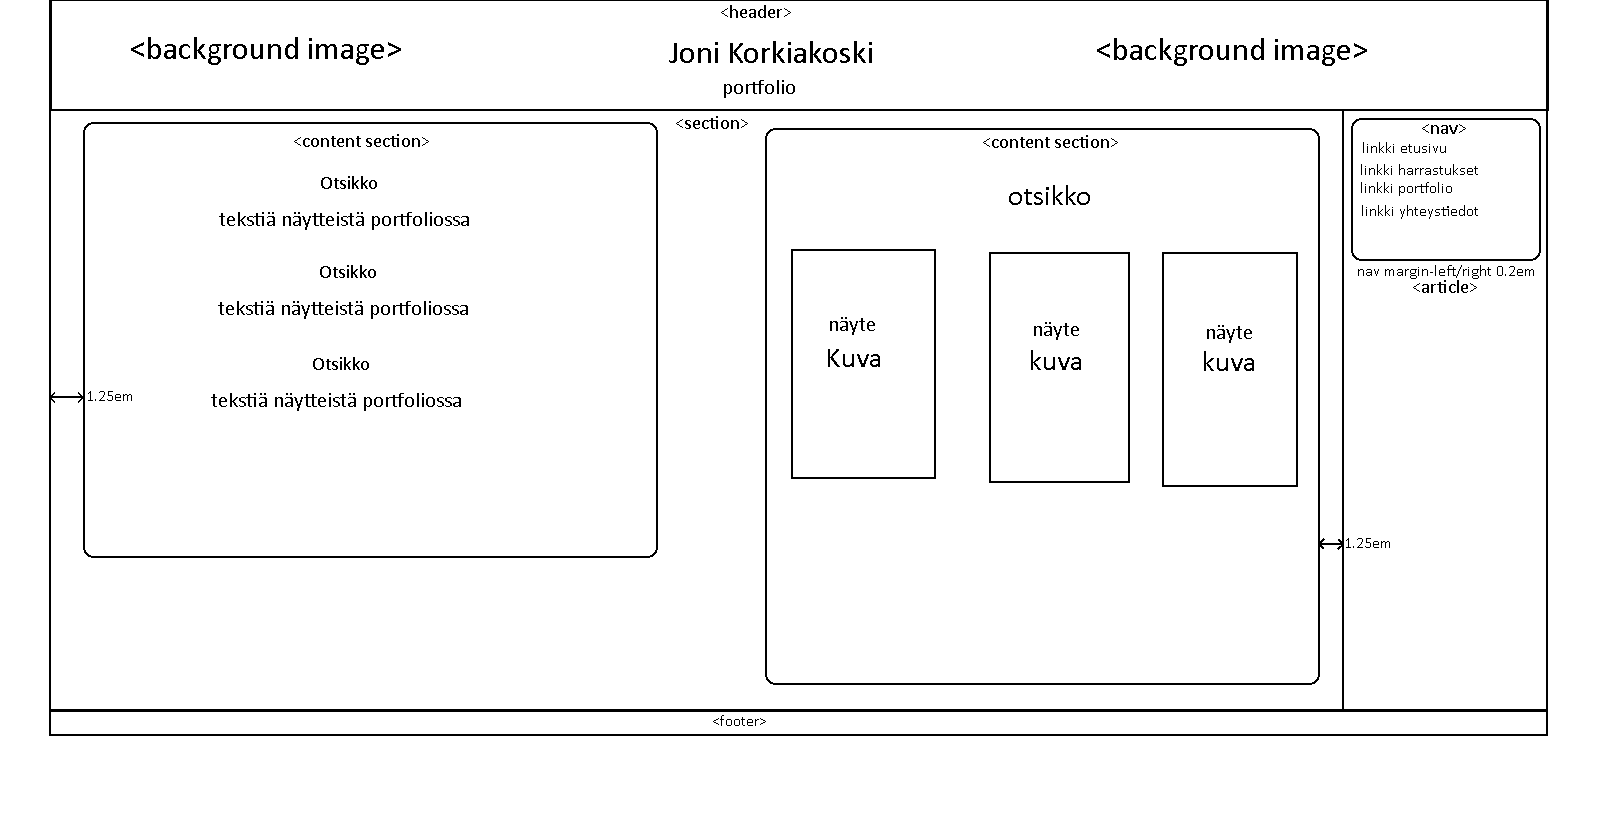 <header>
<background image>
Joni Korkiakoski
<background image>
portfolio
<section>
<content section>
Otsikko
tekstiä näytteistä portfoliossa
Otsikko
tekstiä näytteistä portfoliossa
Otsikko
tekstiä näytteistä portfoliossa
1.25em
<content section>
otsikko
näyte
Kuva
näyte
kuva
näyte
kuva
1.25em
<nav>
linkki etusivu
linkki harrastukset
linkki portfolio
linkki yhteystiedot
nav margin-left/right 0.2em
<article>
<footer>